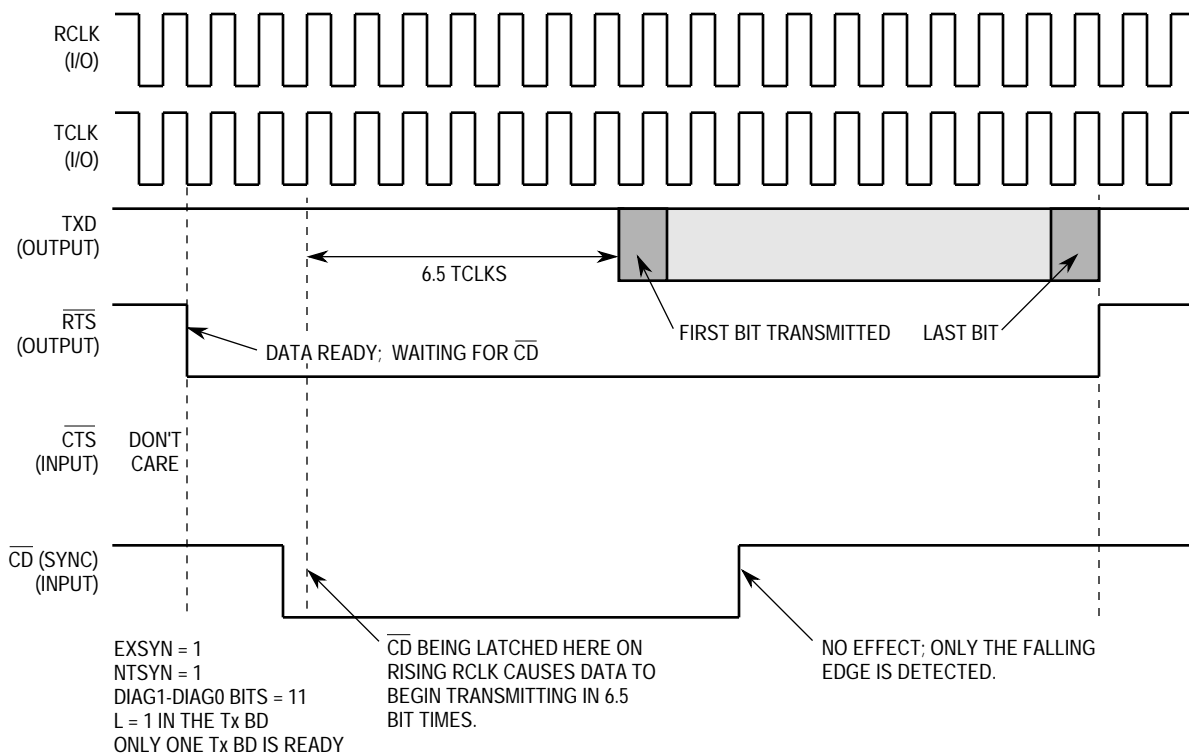 RCLK
(I/O)
TCLK
(I/O)
TXD
(OUTPUT)
6.5 TCLKS
FIRST BIT TRANSMITTED
LAST BIT
RTS
(OUTPUT)
DATA READY; WAITING FOR CD
CTS
(INPUT)
DON'T
CARE
CD (SYNC)
(INPUT)
EXSYN = 1
NTSYN = 1
DIAG1-DIAG0 BITS = 11
L = 1 IN THE Tx BD
ONLY ONE Tx BD IS READY
CD BEING LATCHED HERE ON
RISING RCLK CAUSES DATA TO
BEGIN TRANSMITTING IN 6.5
BIT TIMES.
NO EFFECT; ONLY THE FALLING
EDGE IS DETECTED.